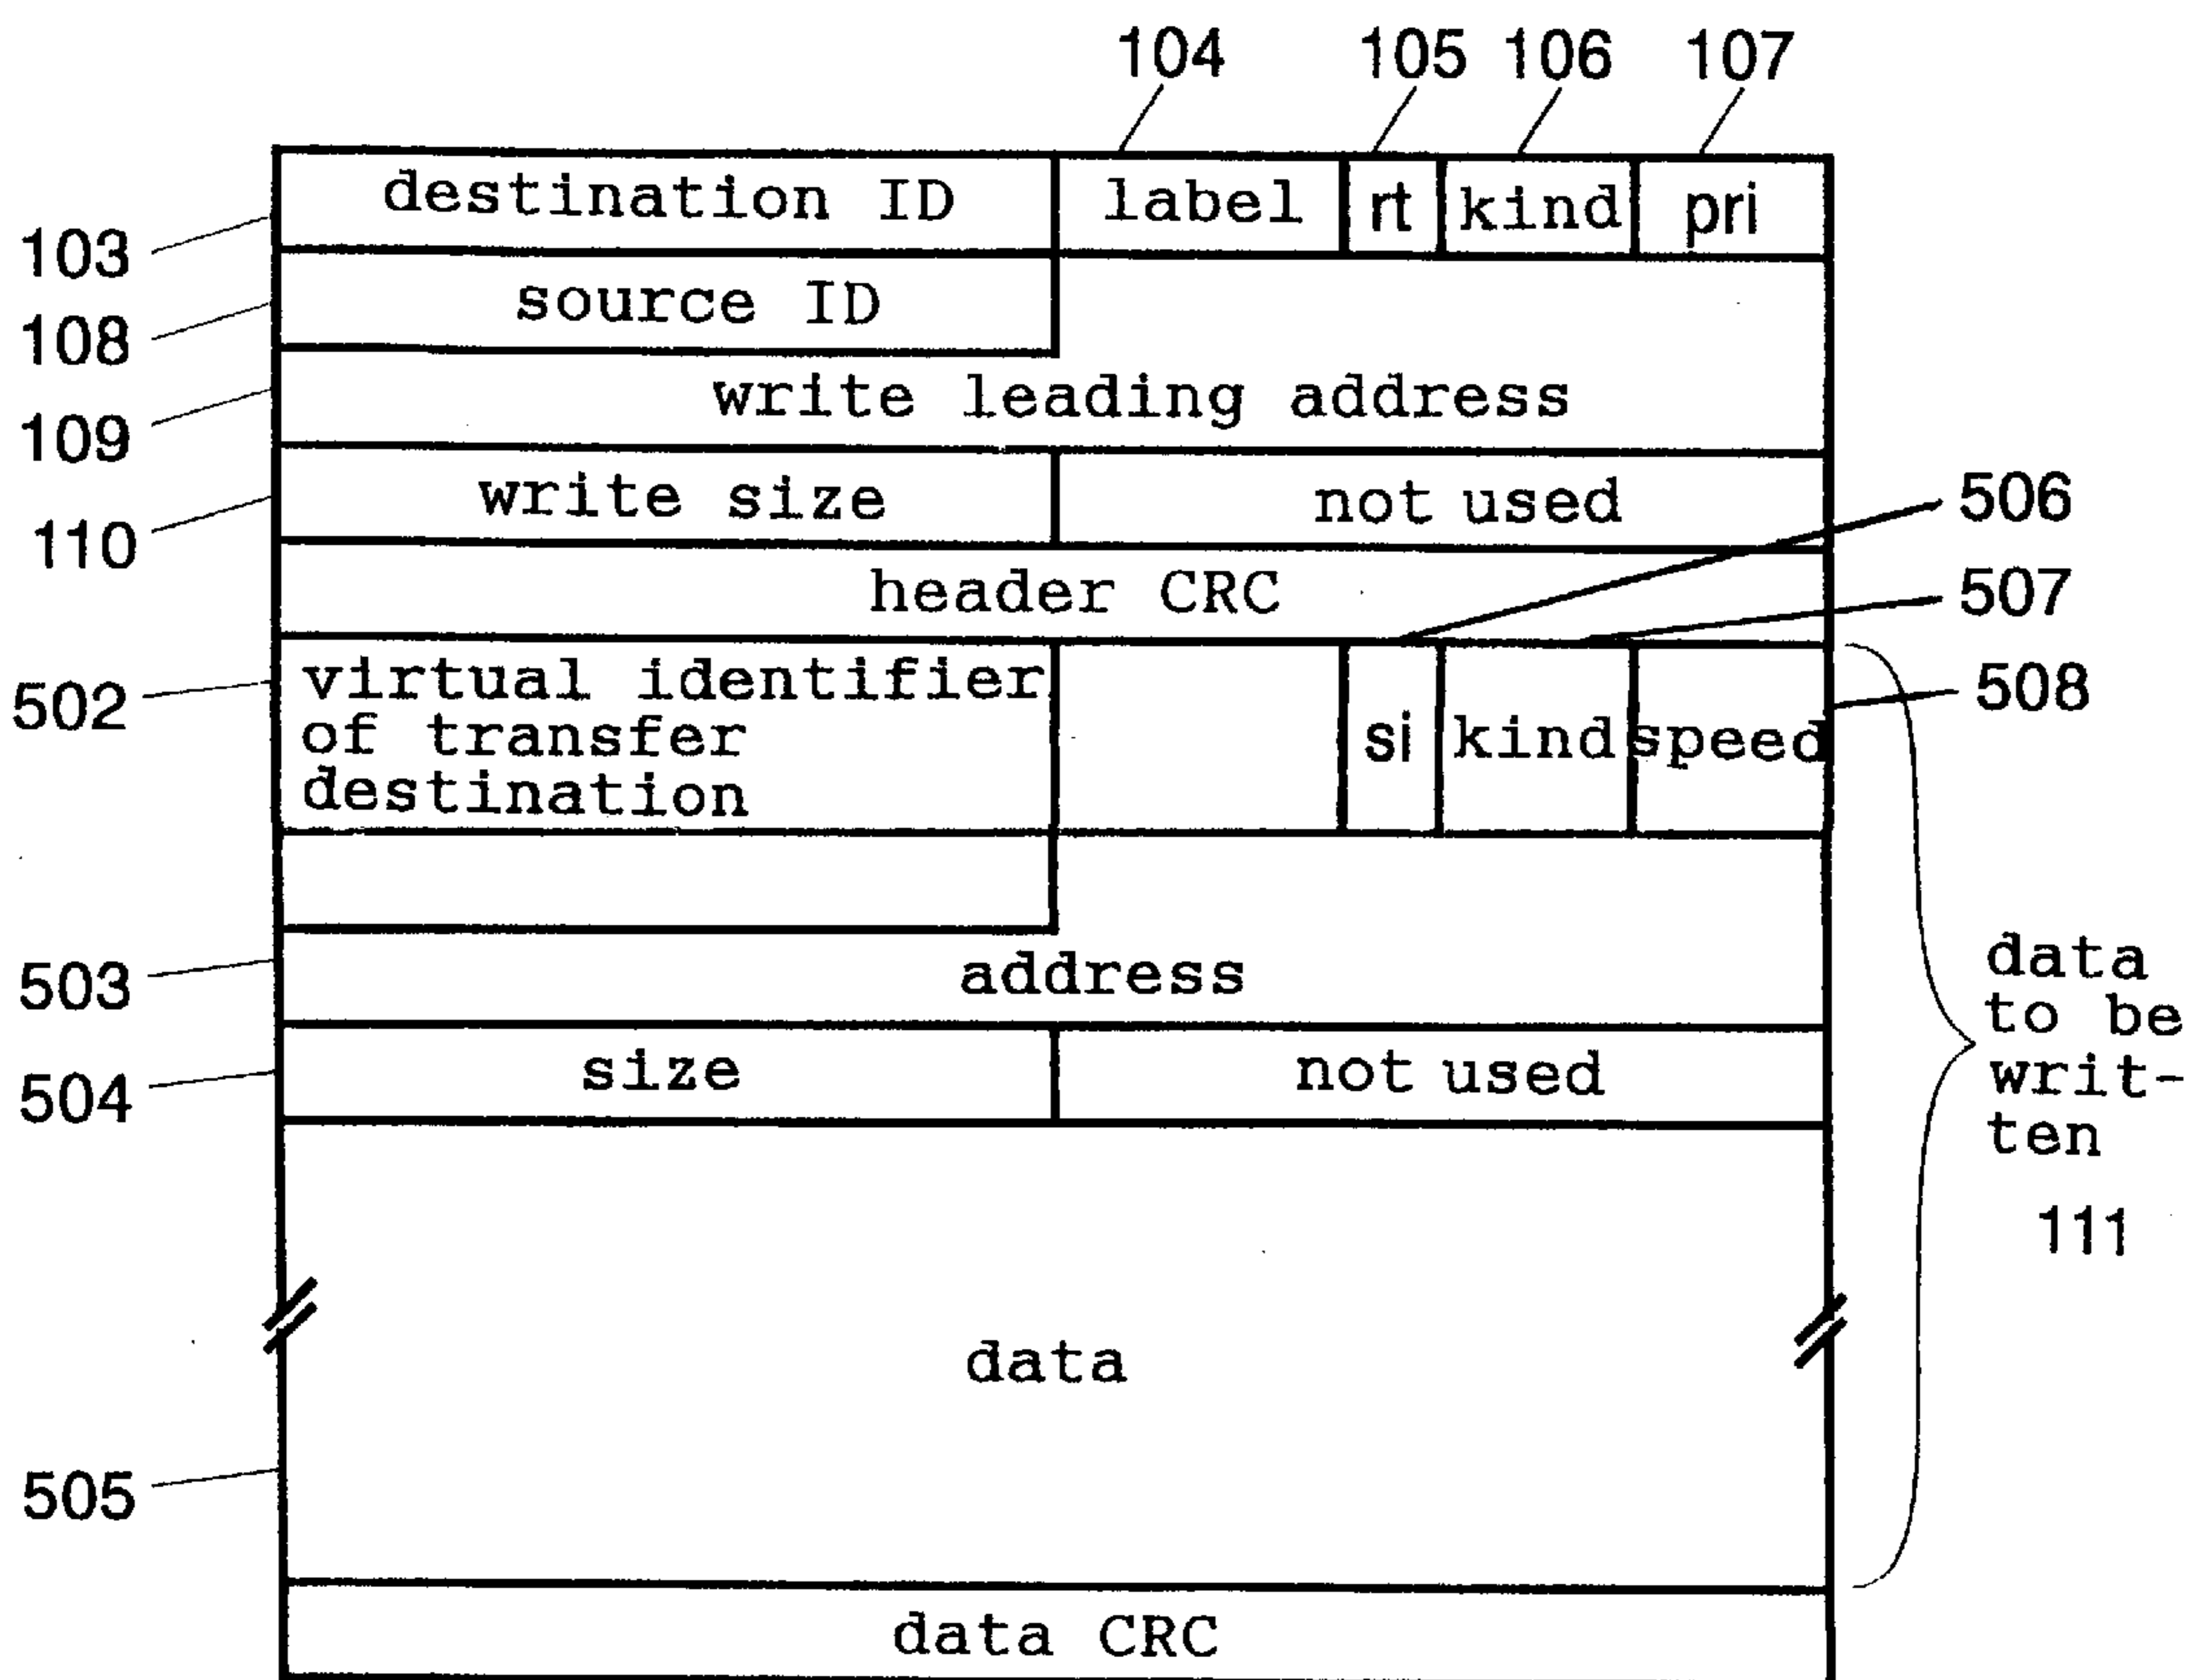 104 105 106 107
destination ID label rt kind pri
103
source ID
108
write leading address
109
write size not used
506
110
header CRC
507
virtual identifier
of transfer
destination
si kind speed
502
508
address
503
data
to be
writ-
ten
111
size not used
504
data
505
data CRC